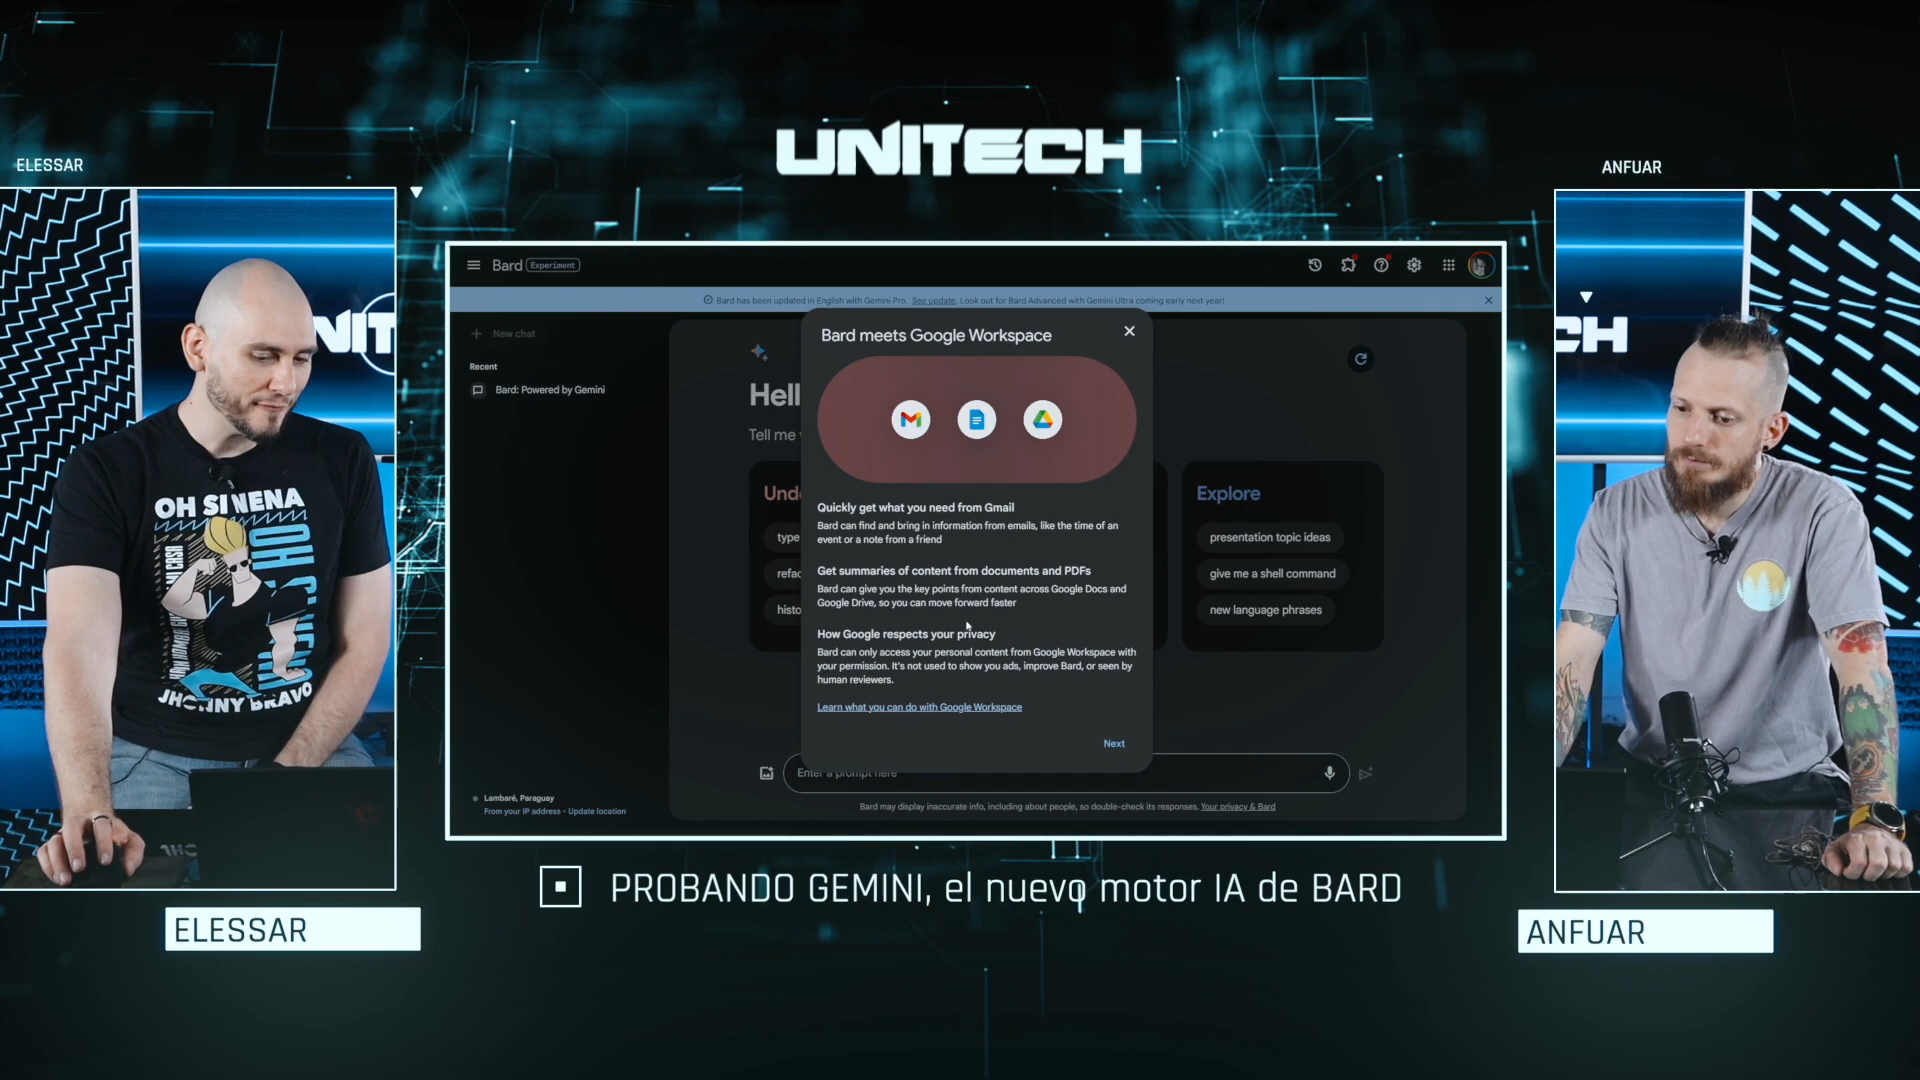 UNITECH
ELESSAR
ANFUAR
UNIT
CH
OH SI NENA
JHONNY BRAVO
Bard Experiment
Bard has been updated in English with Gemini Pro. See update. Look out for Bard Advanced with Gemini Ultra coming early next year!
New chat
Recent
Bard: Powered by Gemini
Lambaré, Paraguay
From your IP address • Update location
Hell
Tell me
Und
type
refac
histo
Bard meets Google Workspace
Quickly get what you need from Gmail
Bard can find and bring in information from emails, like the time of an
event or a note from a friend
Get summaries of content from documents and PDFs
Bard can give you the key points from content across Google Docs and
Google Drive, so you can move forward faster
How Google respects your privacy
Bard can only access your personal content from Google Workspace with
your permission. It's not used to show you ads, improve Bard, or seen by
human reviewers.
Learn what you can do with Google Workspace
Next
Explore
presentation topic ideas
give me a shell command
new language phrases
Enter a prompt here
Bard may display inaccurate info, including about people, so double-check its responses. Your privacy & Bard
PROBANDO GEMINI, el nuevo motor IA de BARD
ELESSAR
ANFUAR